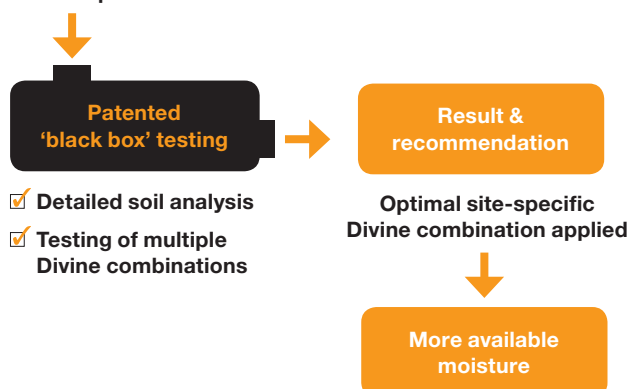 Patented
‘black box’ testing
Detailed soil analysis
Testing of multiple
Divine combinations
Result &
recommendation
Optimal site-specific
Divine combination applied
More available
moisture